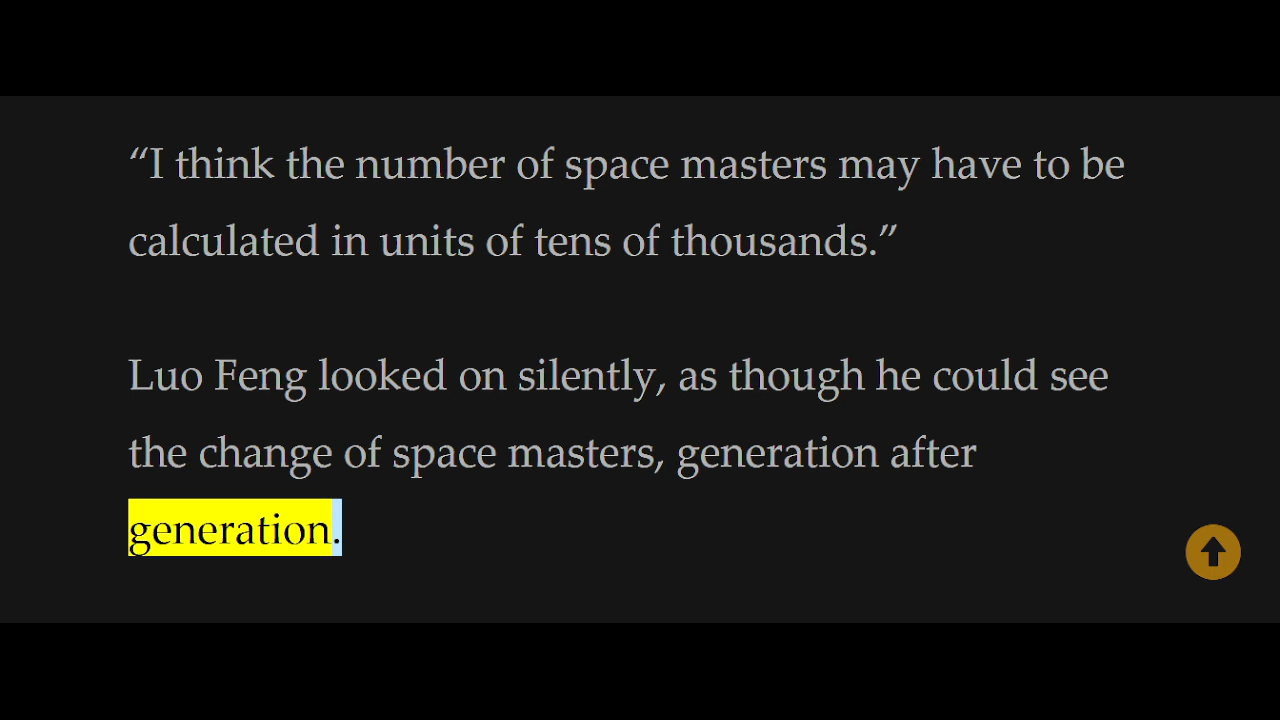 “I think the number of space masters may have to be
calculated in units of tens of thousands.”
Luo Feng looked on silently, as though he could see
the change of space masters, generation after
generation.